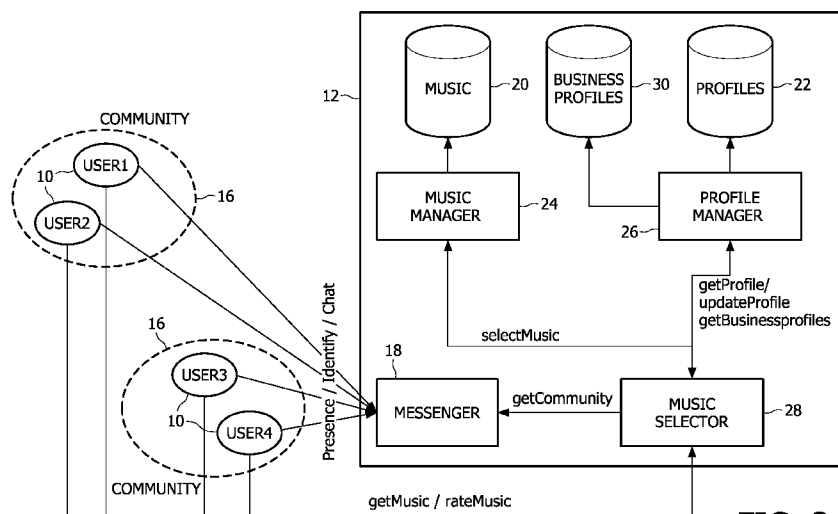 12
MUSIC
20
BUSINESS
PROFILES
30
PROFILES
22
COMMUNITY
10
USER1
10
USER2
16
MUSIC
MANAGER
24
PROFILE
MANAGER
26
getProfile/
updateProfile
getBusinessprofiles
selectMusic
Presence / Identify / Chat
16
USER3
10
USER4
COMMUNITY
18
MESSENGER
getCommunity
MUSIC
SELECTOR
28
getMusic / rateMusic